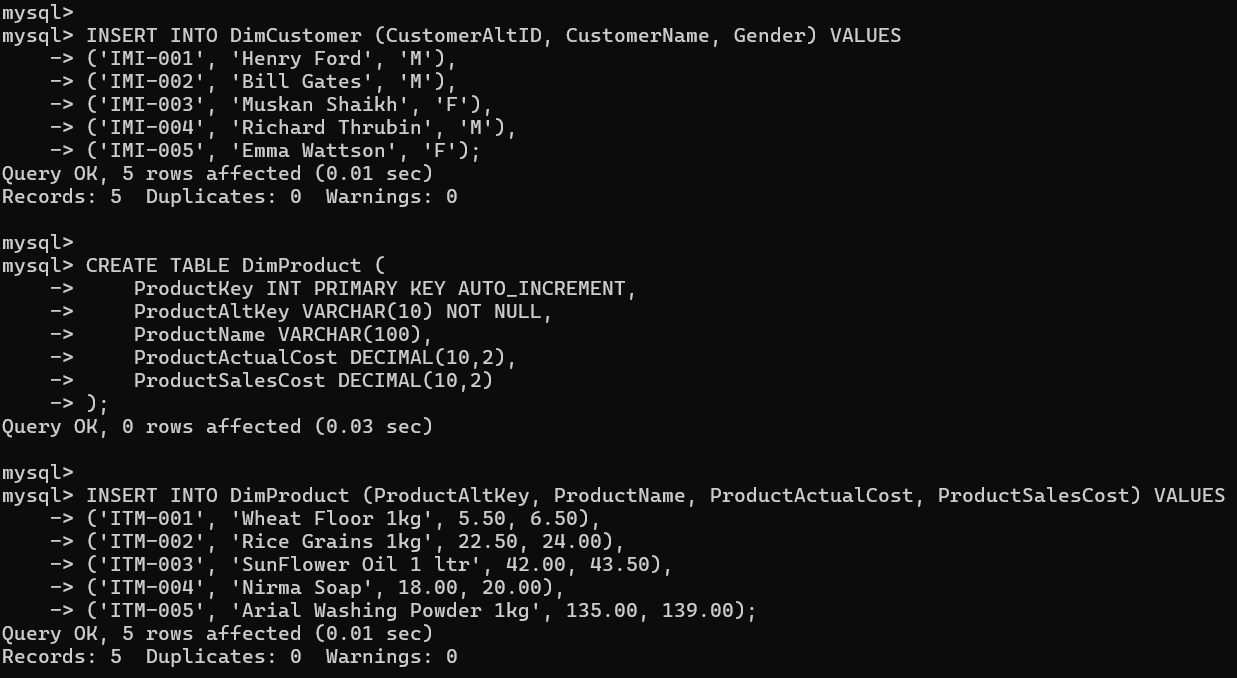 mysql>
mysql> INSERT INTO DimCustomer (CustomerAltID, CustomerName, Gender) VALUES
    -> ('IMI-001', 'Henry Ford', 'M'),
    -> ('IMI-002', 'Bill Gates', 'M'),
    -> ('IMI-003', 'Muskan Shaikh', 'F'),
    -> ('IMI-004', 'Richard Thrubin', 'M'),
    -> ('IMI-005', 'Emma Wattson', 'F');
Query OK, 5 rows affected (0.01 sec)
Records: 5  Duplicates: 0  Warnings: 0

mysql>
mysql> CREATE TABLE DimProduct (
    ->     ProductKey INT PRIMARY KEY AUTO_INCREMENT,
    ->     ProductAltKey VARCHAR(10) NOT NULL,
    ->     ProductName VARCHAR(100),
    ->     ProductActualCost DECIMAL(10,2),
    ->     ProductSalesCost DECIMAL(10,2)
    -> );
Query OK, 0 rows affected (0.03 sec)

mysql>
mysql> INSERT INTO DimProduct (ProductAltKey, ProductName, ProductActualCost, ProductSalesCost) VALUES
    -> ('ITM-001', 'Wheat Floor 1kg', 5.50, 6.50),
    -> ('ITM-002', 'Rice Grains 1kg', 22.50, 24.00),
    -> ('ITM-003', 'SunFlower Oil 1 ltr', 42.00, 43.50),
    -> ('ITM-004', 'Nirma Soap', 18.00, 20.00),
    -> ('ITM-005', 'Arial Washing Powder 1kg', 135.00, 139.00);
Query OK, 5 rows affected (0.01 sec)
Records: 5  Duplicates: 0  Warnings: 0